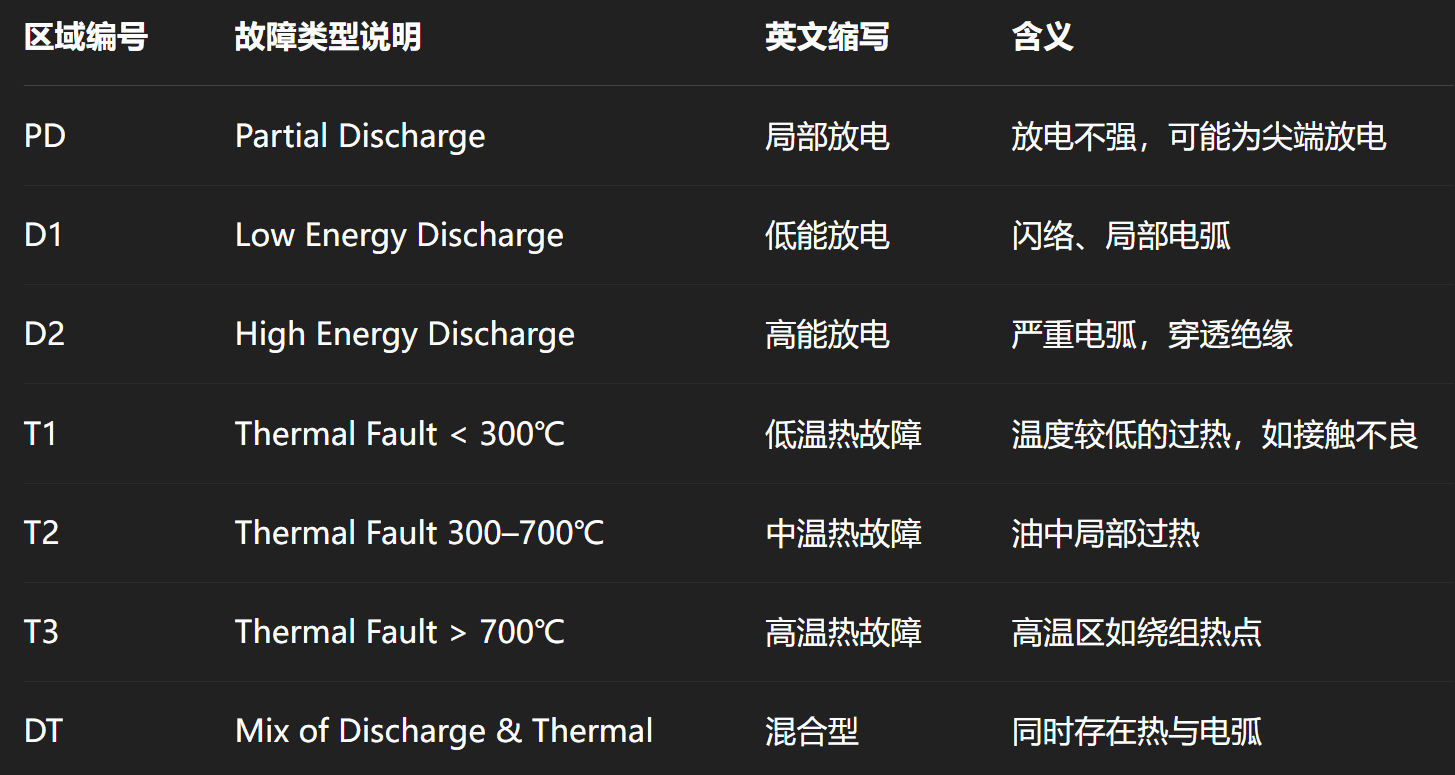 区域编号 故障类型说明 英文缩写 含义
PD Partial Discharge 局部放电 放电不强，可能为尖端放电
D1 Low Energy Discharge 低能放电 闪络、局部电弧
D2 High Energy Discharge 高能放电 严重电弧，穿透绝缘
T1 Thermal Fault < 300℃ 低温热故障 温度较低的过热，如接触不良
T2 Thermal Fault 300–700℃ 中温热故障 油中局部过热
T3 Thermal Fault > 700℃ 高温热故障 高温区如绕组热点
DT Mix of Discharge & Thermal 混合型 同时存在热与电弧